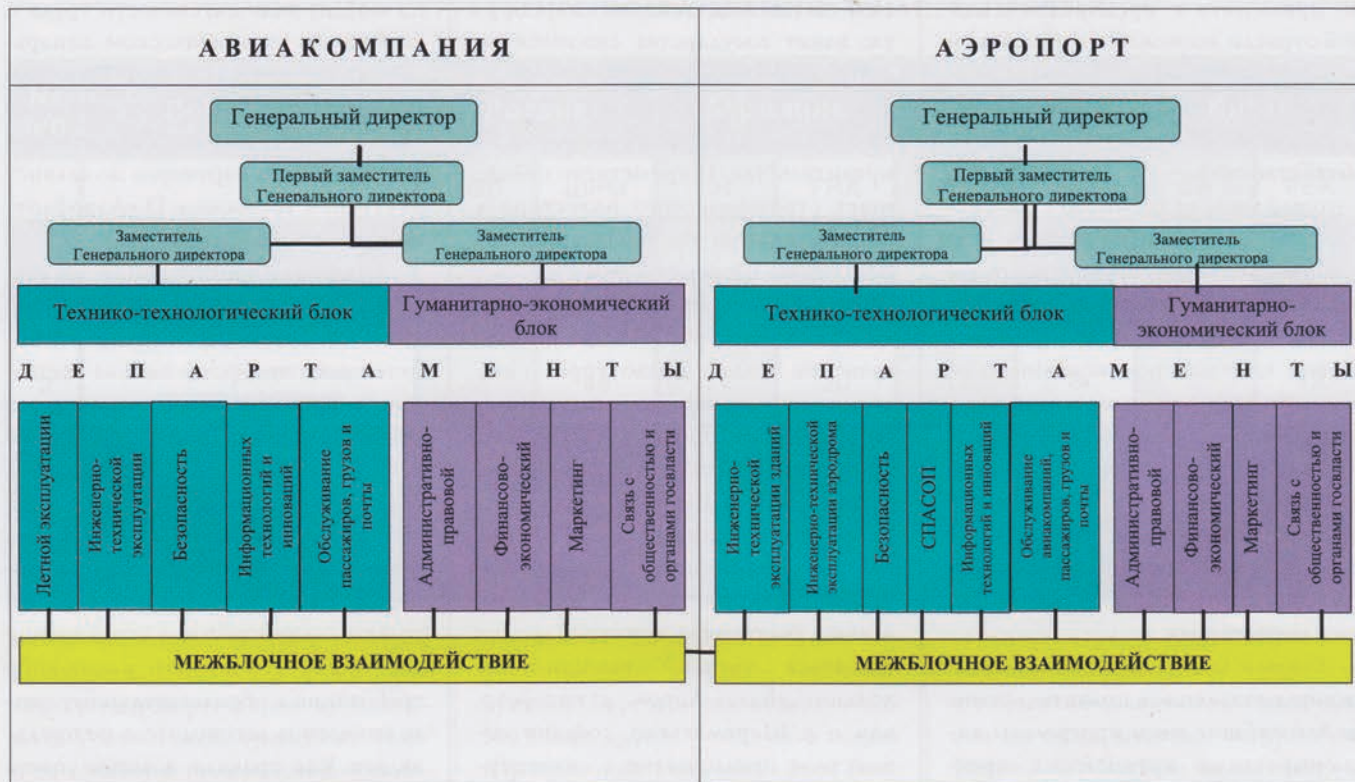 АВИАКОМПАНИЯ
Генеральный директор
Первый заместитель
Генерального директора
Заместитель
Генерального директора
Заместитель
Генерального директора
Технико-технологический блок
Гуманитарно-экономический
блок
Д Е П А Р Т А М Е Н Т Ы
Летной эксплуатации
Инженерно-
технической
эксплуатации
Безопасность
Информационных
технологий и
инноваций
Обслуживание
пассажиров, грузов и
почты
Административно-
правовой
Финансово-
экономический
Маркетинг
Связь с
общественностью и
органами госвласти
МЕЖБЛОЧНОЕ ВЗАИМОДЕЙСТВИЕ
АЭРОПОРТ
Генеральный директор
Первый заместитель
Генерального директора
Заместитель
Генерального директора
Заместитель
Генерального директора
Технико-технологический блок
Гуманитарно-
экономический блок
Д Е П А Р Т А М Е Н Т Ы
Инженерно-
технической
эксплуатации зданий
Инженерно-технической
эксплуатации аэродрома
Безопасность
СПАСОП
Информационных
технологий и инноваций
Обслуживание
авиакомпаний,
пассажиров, грузов и
почты
Административно-
правовой
Финансово-
экономический
Маркетинг
Связь с
общественностью и
органами госвласти
МЕЖБЛОЧНОЕ ВЗАИМОДЕЙСТВИЕ